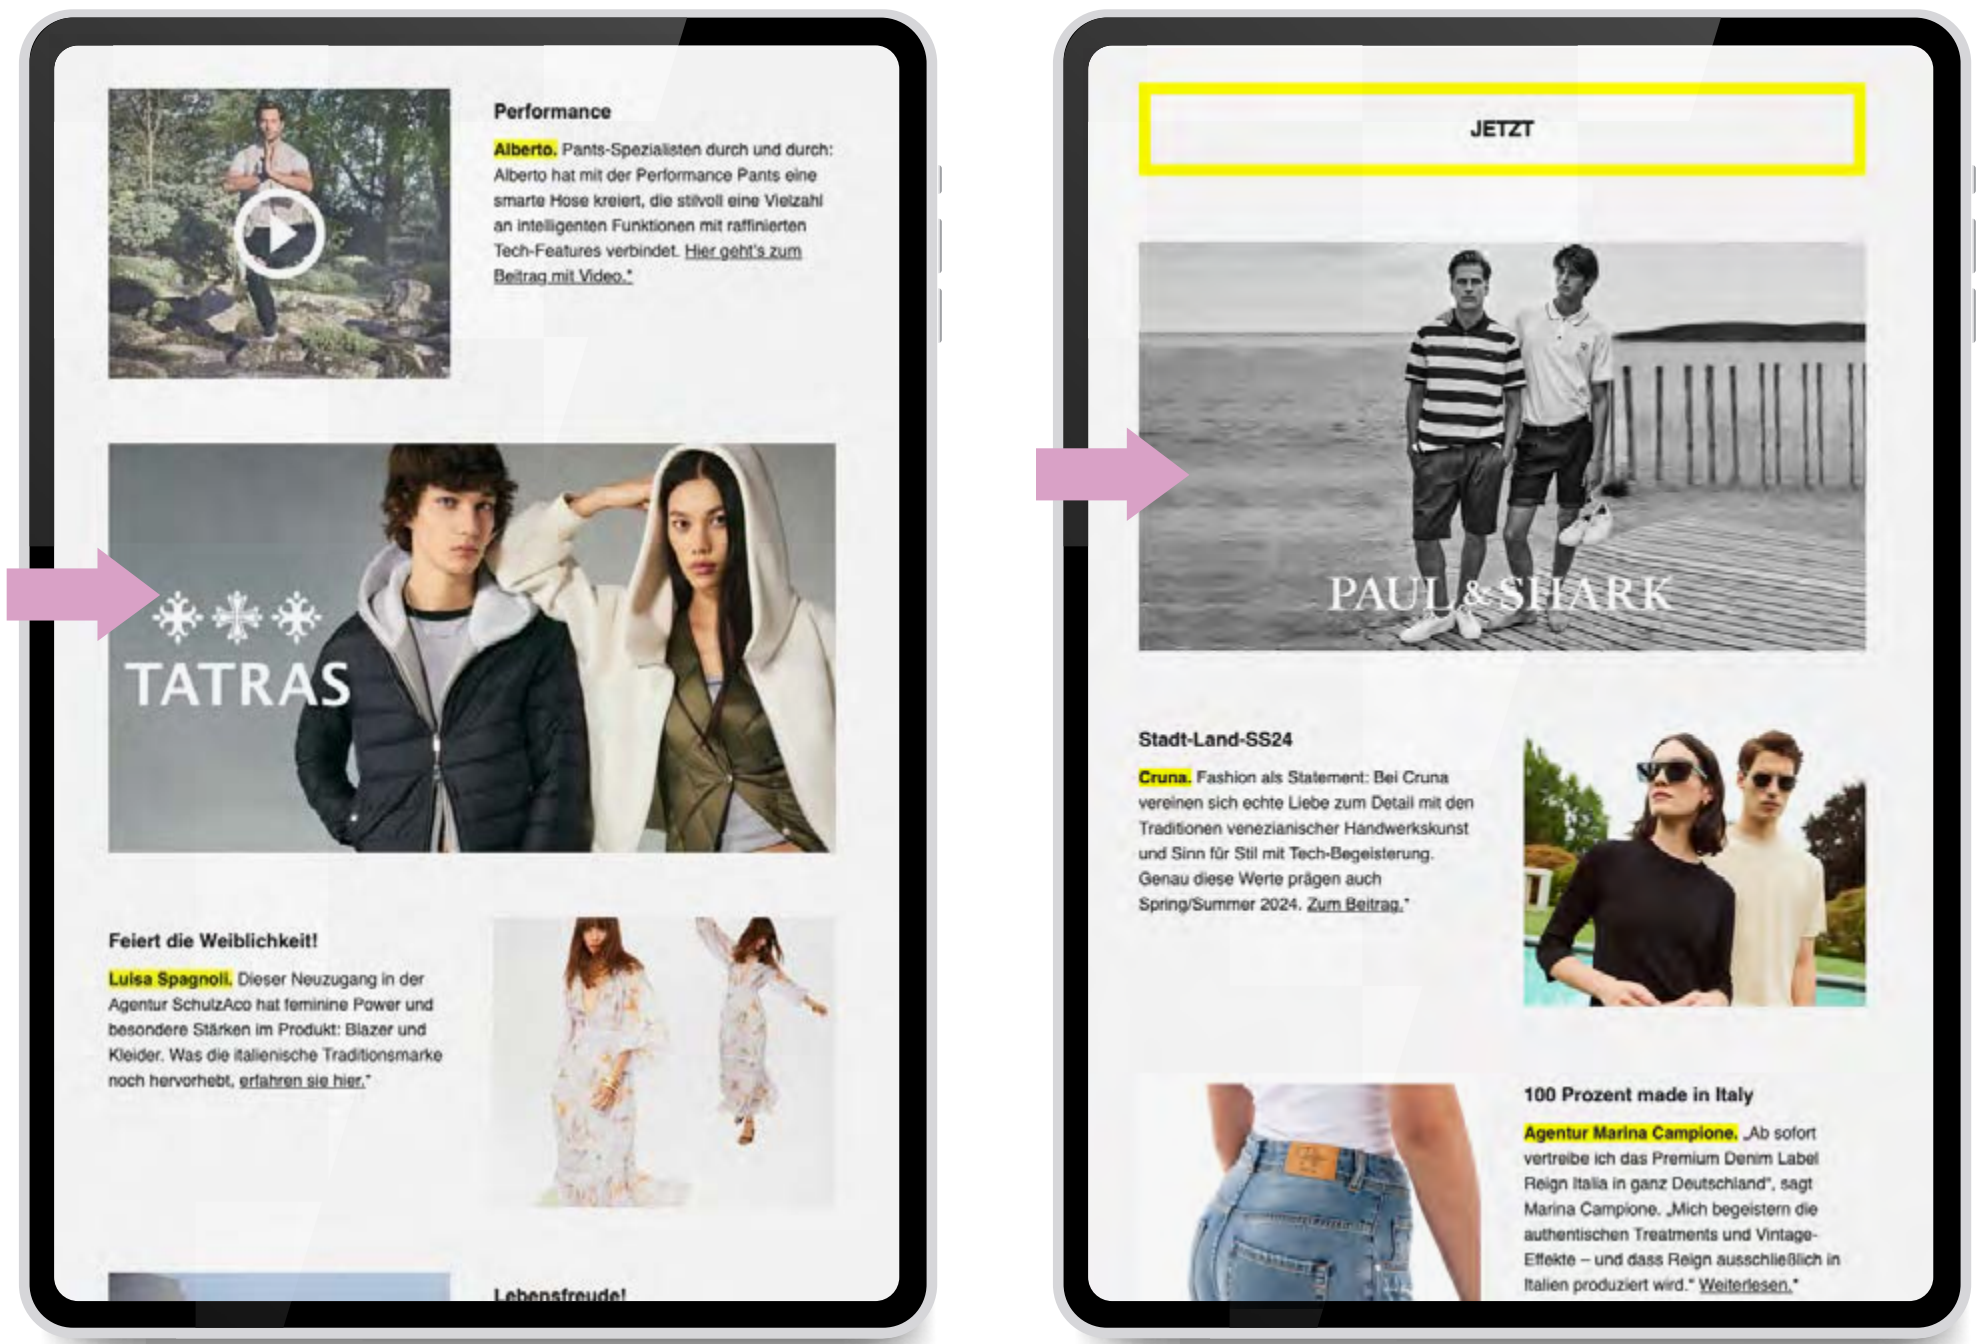 Performance
Alberto. Pants-Spezialisten durch und durch:
Alberto hat mit der Performance Pants eine
smarte Hose kreiert, die stilvoll eine Vielzahl
an intelligenten Funktionen mit raffinierten
Tech-Features verbindet. Hier geht's zum
Beitrag mit Video.*
TATRAS
Feiert die Weiblichkeit!
Luisa Spagnoli. Dieser Neuzugang in der
Agentur SchulzAco hat feminine Power und
besondere Stärken im Produkt: Blazer und
Kleider. Was die italienische Traditionsmarke
noch hervorhebt, erfahren sie hier.*
Lebensfreude!
JETZT
PAUL&SHARK
Stadt-Land-SS24
Cruna. Fashion als Statement: Bei Cruna
vereinen sich echte Liebe zum Detail mit den
Traditionen venezianischer Handwerkskunst
und Sinn für Stil mit Tech-Begeisterung.
Genau diese Werte prägen auch
Spring/Summer 2024. Zum Beitrag.*
100 Prozent made in Italy
Agentur Marina Campione. „Ab sofort
vertreibe ich das Premium Denim Label
Reign Italia in ganz Deutschland", sagt
Marina Campione. „Mich begeistern die
authentischen Treatments und Vintage-
Effekte – und dass Reign ausschließlich in
Italien produziert wird." Weiterlesen.*